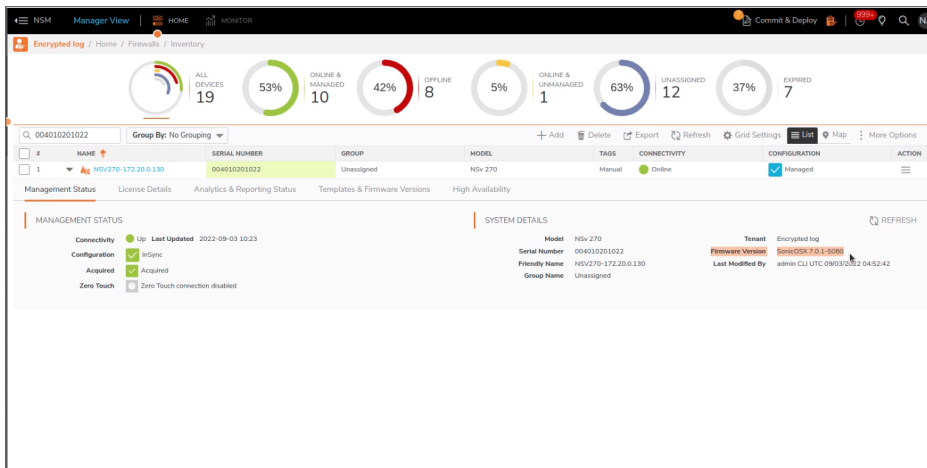 NSM Manager View HOME MONITOR Commit & Deploy 999+
Encrypted log / Home / Firewalls / Inventory
ALL DEVICES 19
53% ONLINE & MANAGED 10
42% OFFLINE 8
5% ONLINE & UNMANAGED 1
63% UNASSIGNED 12
37% EXPIRED 7
004010201022 Group By: No Grouping + Add Delete Export Refresh Grid Settings List Map More Options
# NAME SERIAL NUMBER GROUP MODEL TAGS CONNECTIVITY CONFIGURATION ACTION
1 NSV270-172.20.0.130 004010201022 Unassigned NSv 270 Manual Online Managed
Management Status License Details Analytics & Reporting Status Templates & Firmware Versions High Availability
MANAGEMENT STATUS
Connectivity Up Last Updated 2022-09-03 10:23
Configuration InSync
Acquired Acquired
Zero Touch Zero Touch connection disabled
SYSTEM DETAILS REFRESH
Model NSv 270 Tenant Encrypted log
Serial Number 004010201022 Firmware Version SonicOSX 7.0.1-5080
Friendly Name NSV270-172.20.0.130 Last Modified By admin CLI UTC 09/03/2022 04:52:42
Group Name Unassigned